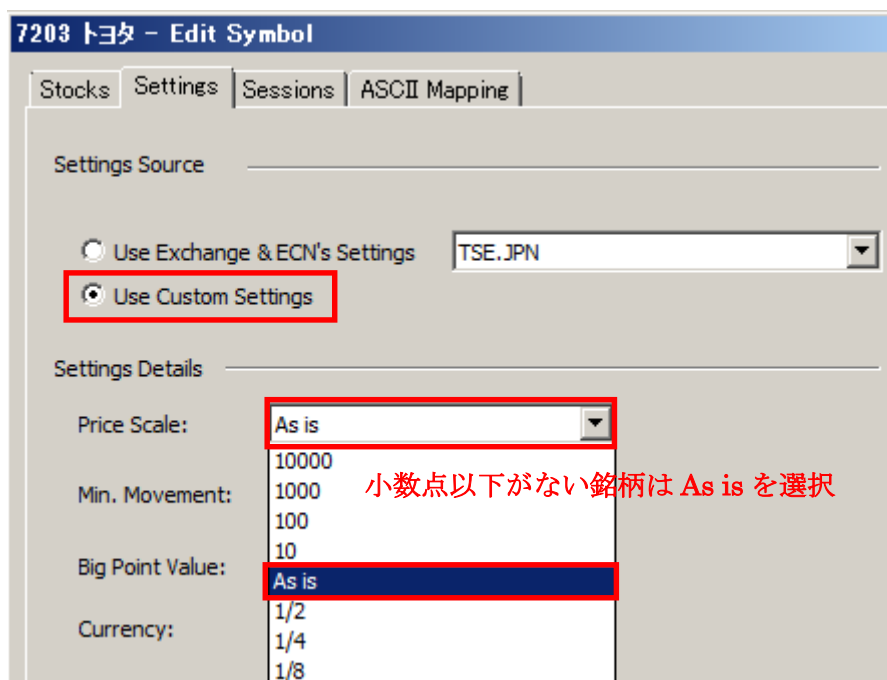 7203 トヨタ - Edit Symbol
Stocks Settings Sessions ASCII Mapping
Settings Source
Use Exchange & ECN's Settings TSE.JPN
Use Custom Settings
Settings Details
Price Scale: As is
10000
小数点以下がない銘柄は As is を選択
Min. Movement: 1000
100
10
Big Point Value:
As is
1/2
Currency:
1/4
1/8